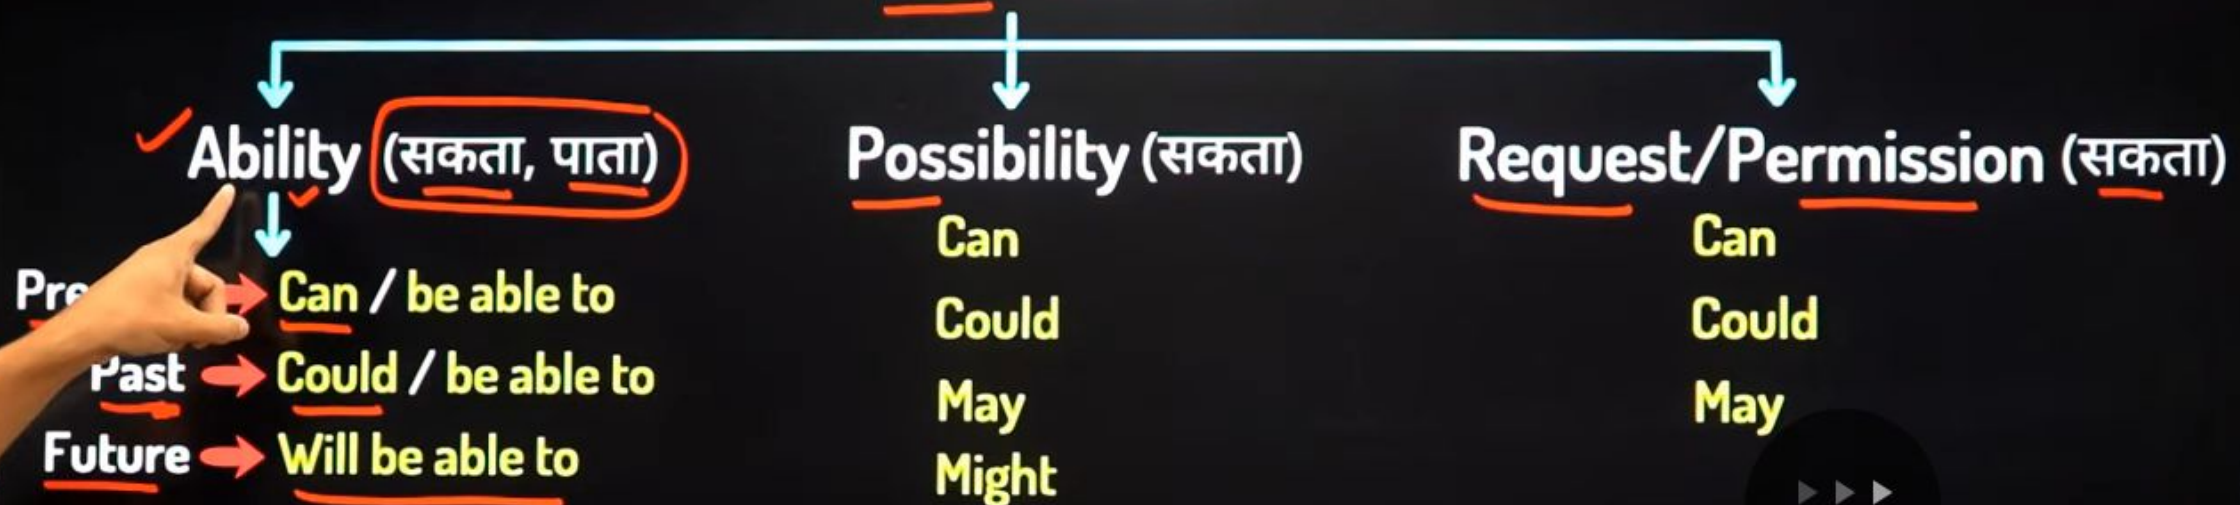 Ability (सकता, पाता)
Possibility (सकता)
Request/Permission (सकता)
Can / be able to
Past Could / be able to
Future Will be able to
Can
Could
May
Might
Can
Could
May